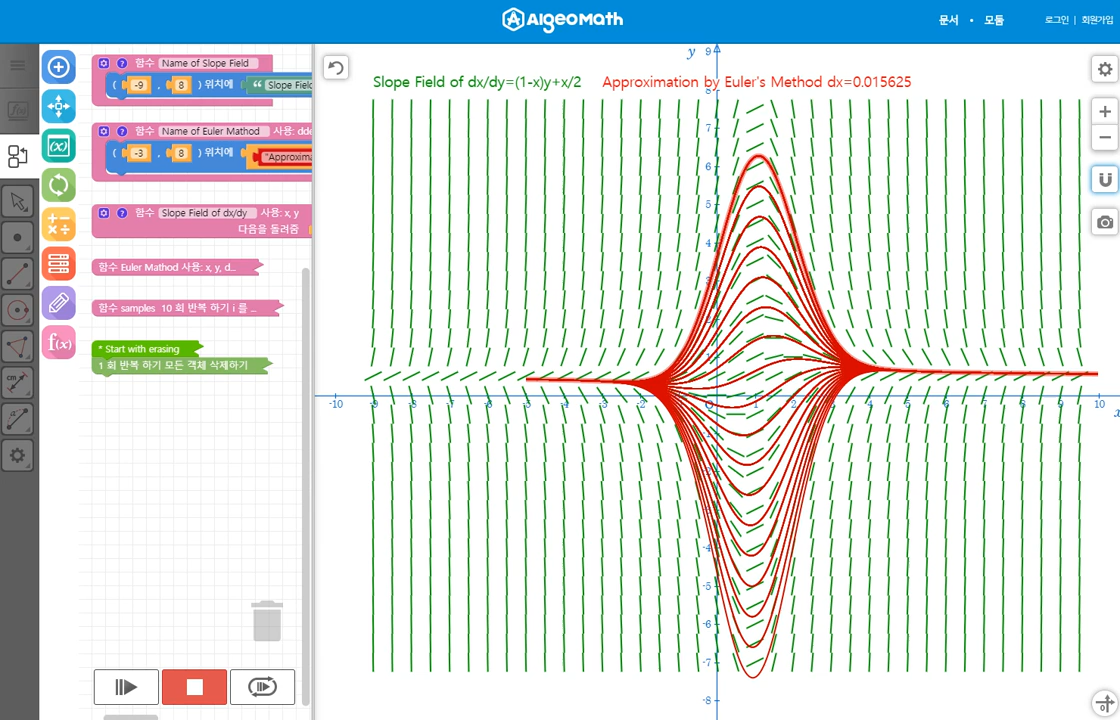 AlgeoMath
문서 • 모둠
로그인 | 회원가입
함수 Name of Slope Field
( -9 , 8 ) 위치에 “ Slope Field
함수 Name of Euler Mathod 사용:
( -3 , 8 ) 위치에 "Approxima
함수 Slope Field of dx/dy 사용: x, y
다음을 돌려줌
함수 Euler Mathod 사용: x, y, d...
함수 samples 10 회 반복 하기 i 를 ...
* Start with erasing
1 회 반복 하기 모든 객체 삭제하기
f(x)
(x)
cm
Slope Field of dx/dy=(1-x)y+x/2 Approximation by Euler's Method dx=0.015625
y
9
8
7
6
5
4
3
2
1
-10 -9 -8 -7 -6 -5 -4 -3 -2 -1 O 1 2 3 4 5 6 7 8 9 10
x
-1
-2
-3
-4
-5
-6
-7
-8